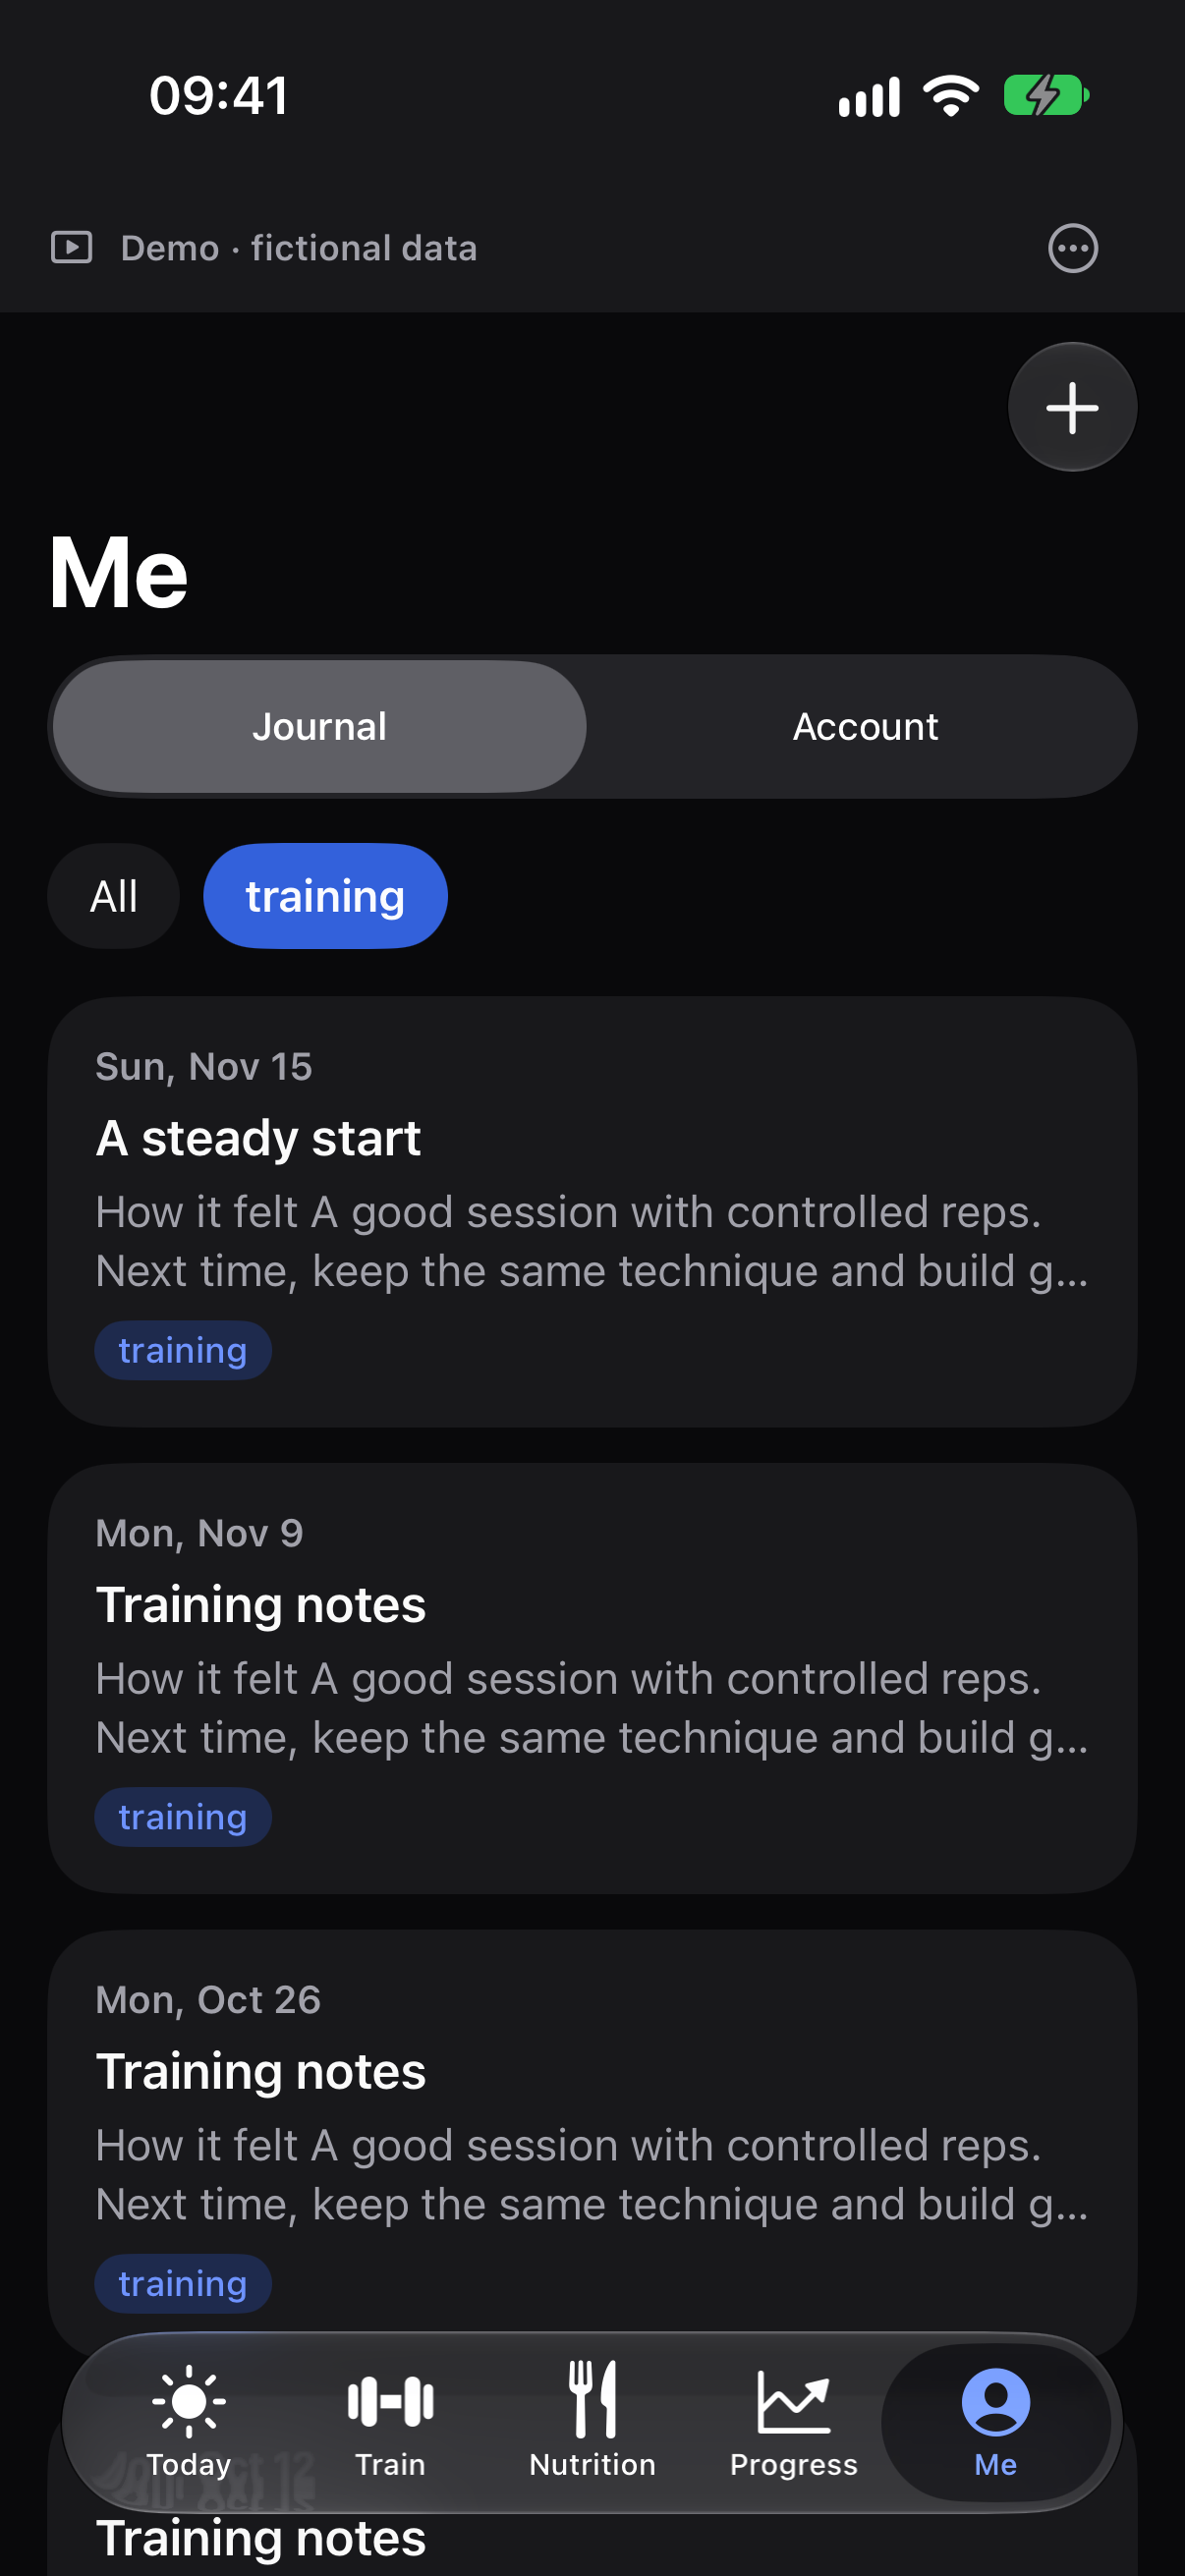 09:41
Demo · fictional data
Me
Journal
Account
All
training
Sun, Nov 15
A steady start
How it felt A good session with controlled reps.
Next time, keep the same technique and build g...
training
Mon, Nov 9
Training notes
How it felt A good session with controlled reps.
Next time, keep the same technique and build g...
training
Mon, Oct 26
Training notes
How it felt A good session with controlled reps.
Next time, keep the same technique and build g...
training
Today
Train
Nutrition
Progress
Me
Training notes